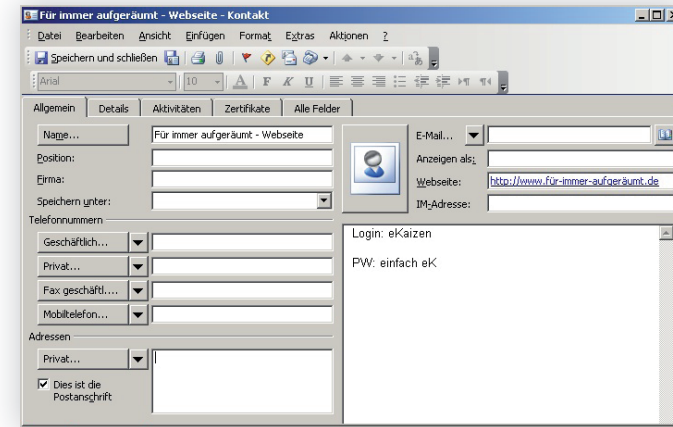 Für immer aufgeräumt - Webseite - Kontakt
Datei Bearbeiten Ansicht Einfügen Format Extras Aktionen ?
Speichern und schließen
Arial 10 A F K U
Allgemein Details Aktivitäten Zertifikate Alle Felder
Name... Für immer aufgeräumt - Webseite
Position:
Firma:
Speichern unter:
E-Mail...
Anzeigen als:
Webseite: http://www.für-immer-aufgeräumt.de
IM-Adresse:
Telefonnummern
Geschäftlich...
Privat...
Fax geschäftl....
Mobiltelefon...
Adressen
Privat...
Dies ist die
Postanschrift
Login: eKaizen
PW: einfach eK